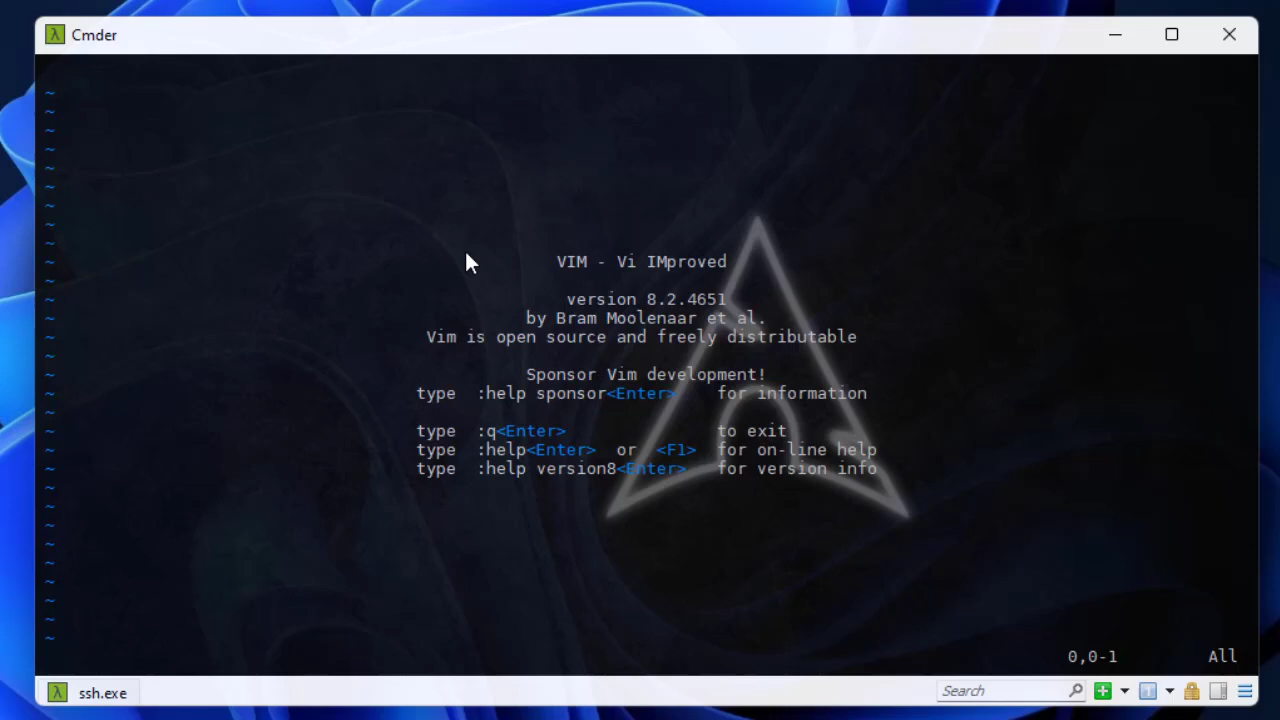 Cmder
~
~
~
~
~
~
~
~
~
~ VIM - Vi IMproved
~
~ version 8.2.4651
~ by Bram Moolenaar et al.
~ Vim is open source and freely distributable
~
~ Sponsor Vim development!
~ type :help sponsor<Enter> for information
~
~ type :q<Enter> to exit
~ type :help<Enter> or <F1> for on-line help
~ type :help version8<Enter> for version info
~
~
~
~
~
~
~
~
~
0,0-1 All
ssh.exe Search